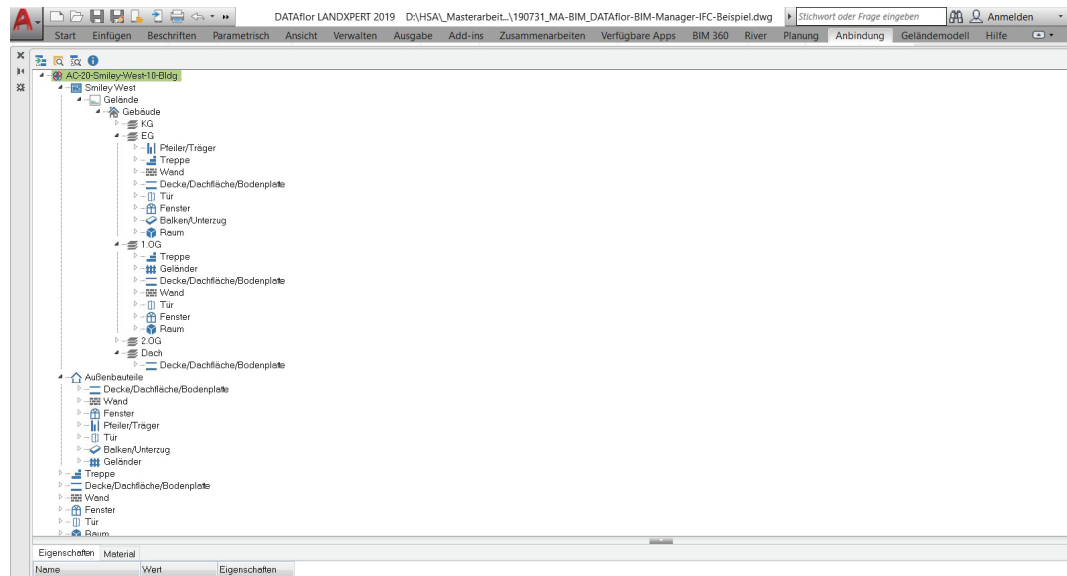 DATAflor LANDXPERT 2019 D:\HSA\_Masterarbeit...\190731_MA-BIM_DATAflor-BIM-Manager-IFC-Beispiel.dwg Stichwort oder Frage eingeben Anmelden
Start Einfügen Beschriften Parametrisch Ansicht Verwalten Ausgabe Add-ins Zusammenarbeiten Verfügbare Apps BIM 360 River Planung Anbindung Geländemodell Hilfe
AC-20-Smiley-West-10-Bldg
Smiley West
Gelände
Gebäude
KG
EG
Pfeiler/Träger
Treppe
Wand
Decke/Dachfläche/Bodenplatte
Tür
Fenster
Balken/Unterzug
Raum
1.OG
Treppe
Geländer
Decke/Dachfläche/Bodenplatte
Wand
Tür
Fenster
Raum
2.OG
Dach
Decke/Dachfläche/Bodenplatte
Außenbauteile
Decke/Dachfläche/Bodenplatte
Wand
Fenster
Pfeiler/Träger
Tür
Balken/Unterzug
Geländer
Treppe
Decke/Dachfläche/Bodenplatte
Wand
Fenster
Tür
Raum
Eigenschaften Material
Name Wert Eigenschaften